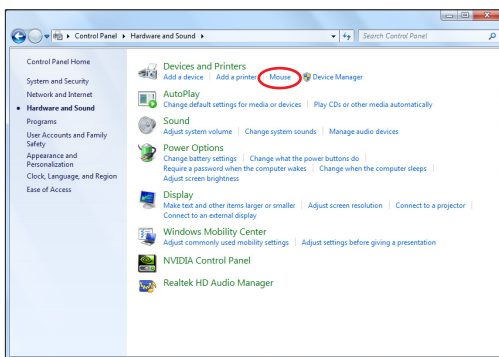 Control Panel Hardware and Sound Search Control Panel
Control Panel Home
System and Security
Network and Internet
Hardware and Sound
Programs
User Accounts and Family
Safety
Appearance and
Personalization
Clock, Language, and Region
Ease of Access
Devices and Printers
Add a device Add a printer Mouse Device Manager
AutoPlay
Change default settings for media or devices Play CDs or other media automatically
Sound
Adjust system volume Change system sounds Manage audio devices
Power Options
Change battery settings Change what the power buttons do
Require a password when the computer wakes Change when the computer sleeps
Adjust screen brightness
Display
Make text and other items larger or smaller Adjust screen resolution Connect to a projector
Connect to an external display
Windows Mobility Center
Adjust commonly used mobility settings Adjust settings before giving a presentation
NVIDIA Control Panel
Realtek HD Audio Manager